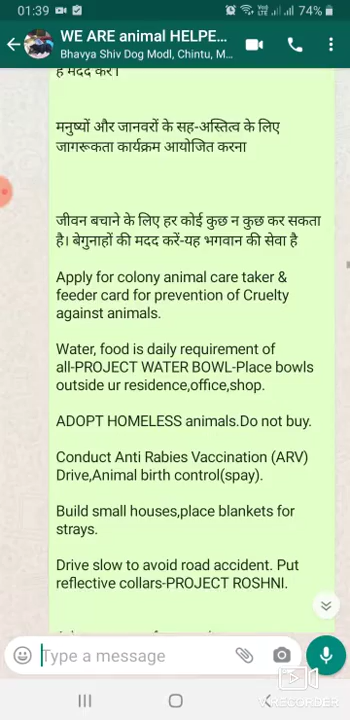 01:39
74%
WE ARE animal HELPE...
Bhavya Shiv Dog Modl, Chintu, M...
है मदद करें।
मनुष्यों और जानवरों के सह-अस्तित्व के लिए
जागरूकता कार्यक्रम आयोजित करना
जीवन बचाने के लिए हर कोई कुछ न कुछ कर सकता
है। बेगुनाहों की मदद करें-यह भगवान की सेवा है
Apply for colony animal care taker &
feeder card for prevention of Cruelty
against animals.
Water, food is daily requirement of
all-PROJECT WATER BOWL-Place bowls
outside ur residence,office,shop.
ADOPT HOMELESS animals.Do not buy.
Conduct Anti Rabies Vaccination (ARV)
Drive,Animal birth control(spay).
Build small houses,place blankets for
strays.
Drive slow to avoid road accident. Put
reflective collars-PROJECT ROSHNI.
Type a message
V RECORDER